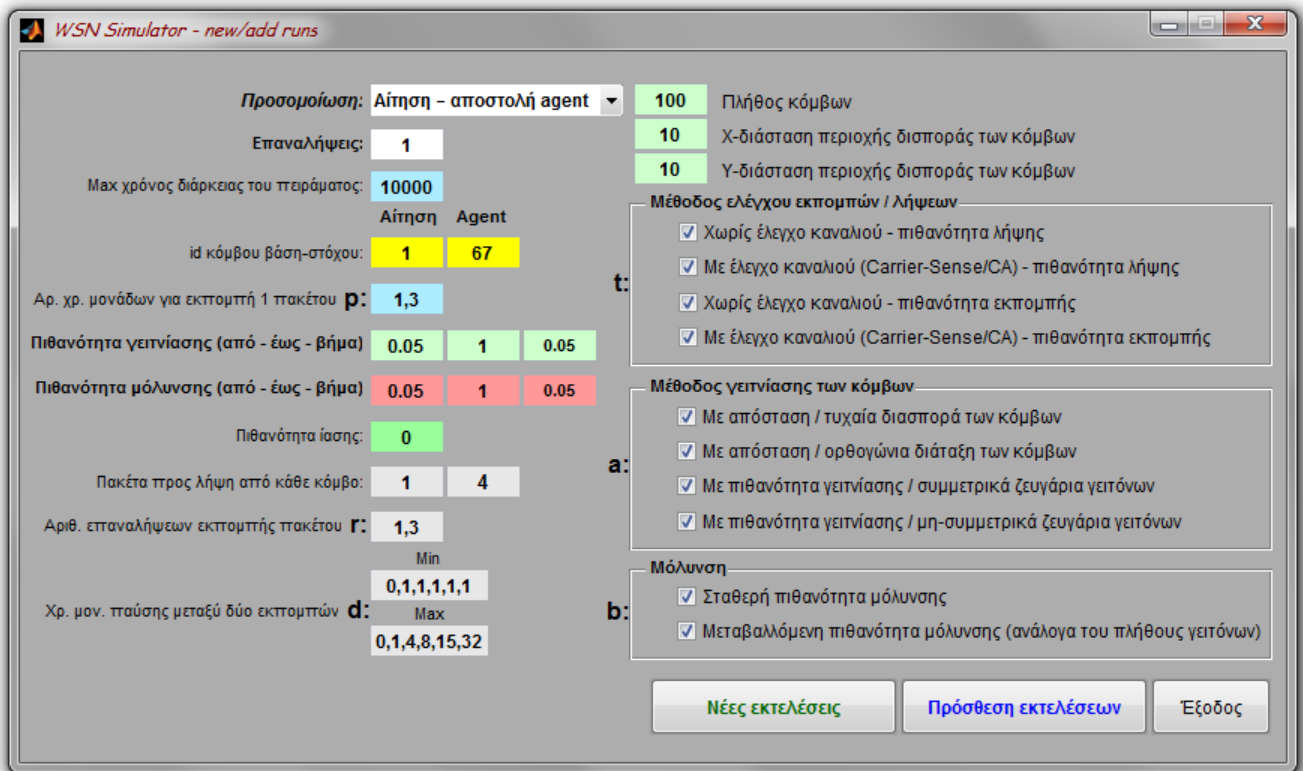 WSN Simulator - new/add runs
Προσομοίωση: Αίτηση – αποστολή agent
Επαναλήψεις: 1
Max χρόνος διάρκειας του πειράματος: 10000
Αίτηση Agent
id κόμβου βάση-στόχου: 1 67
Αρ. χρ. μονάδων για εκπομπή 1 πακέτου p: 1,3
Πιθανότητα γειτνίασης (από - έως - βήμα) 0.05 1 0.05
Πιθανότητα μόλυνσης (από - έως - βήμα) 0.05 1 0.05
Πιθανότητα ίασης: 0
Πακέτα προς λήψη από κάθε κόμβο: 1 4
Αριθ. επαναλήψεων εκπομπής πακέτου r: 1,3
Min
0,1,1,1,1,1
Χρ. μον. παύσης μεταξύ δύο εκπομπών d:
Max
0,1,4,8,15,32
100 Πλήθος κόμβων
10 Χ-διάσταση περιοχής δισποράς των κόμβων
10 Υ-διάσταση περιοχής δισποράς των κόμβων
Μέθοδος ελέγχου εκπομπών / λήψεων
t:
Χωρίς έλεγχο καναλιού - πιθανότητα λήψης
Με έλεγχο καναλιού (Carrier-Sense/CA) - πιθανότητα λήψης
Χωρίς έλεγχο καναλιού - πιθανότητα εκπομπής
Με έλεγχο καναλιού (Carrier-Sense/CA) - πιθανότητα εκπομπής
Μέθοδος γειτνίασης των κόμβων
a:
Με απόσταση / τυχαία διασπορά των κόμβων
Με απόσταση / ορθογώνια διάταξη των κόμβων
Με πιθανότητα γειτνίασης / συμμετρικά ζευγάρια γειτόνων
Με πιθανότητα γειτνίασης / μη-συμμετρικά ζευγάρια γειτόνων
Μόλυνση
b:
Σταθερή πιθανότητα μόλυνσης
Μεταβαλλόμενη πιθανότητα μόλυνσης (ανάλογα του πλήθους γειτόνων)
Νέες εκτελέσεις
Πρόσθεση εκτελέσεων
Έξοδος